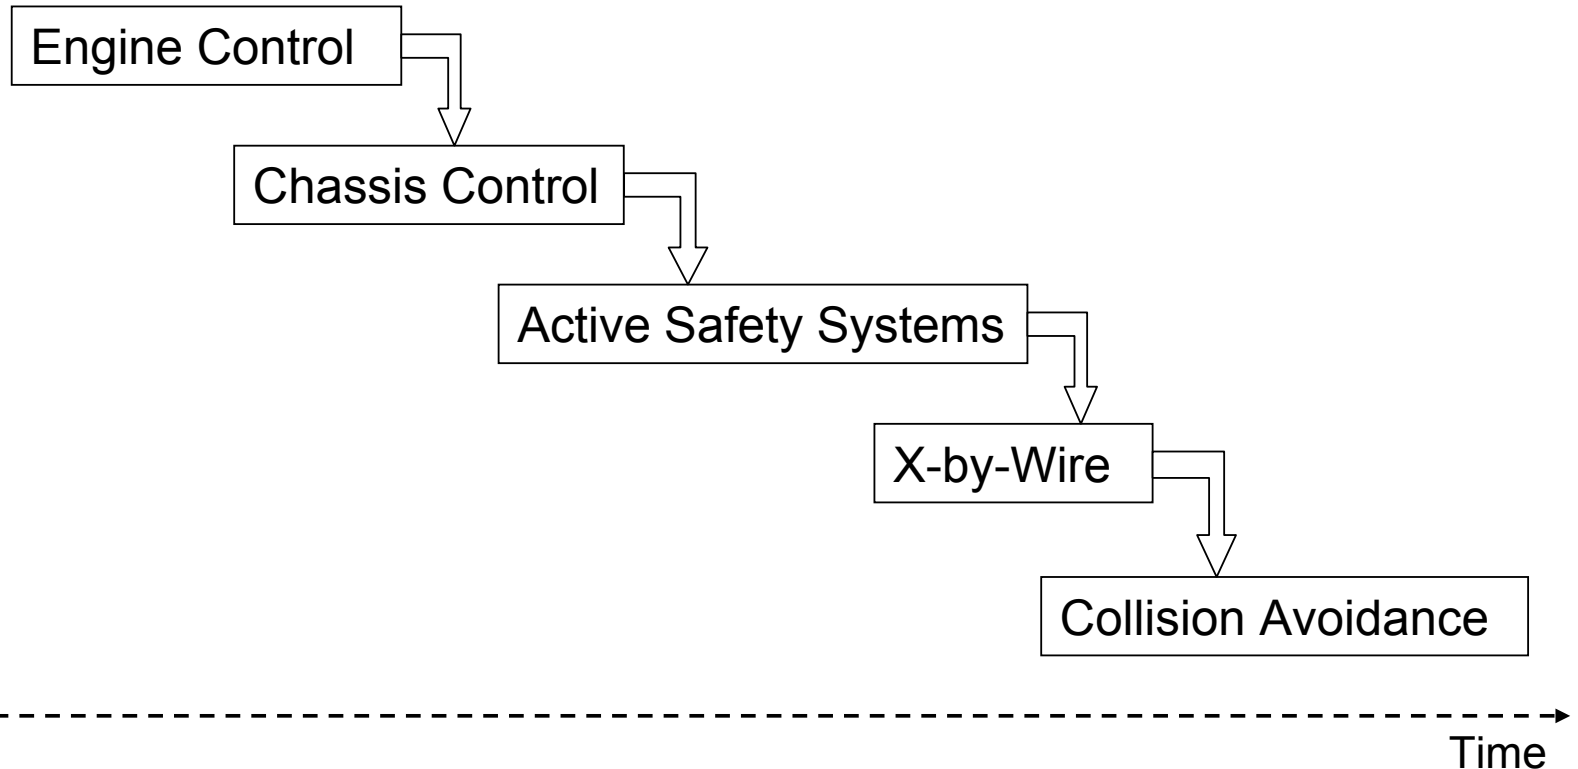 Engine Control
Chassis Control
Active Safety Systems
X-by-Wire
Collision Avoidance
Time